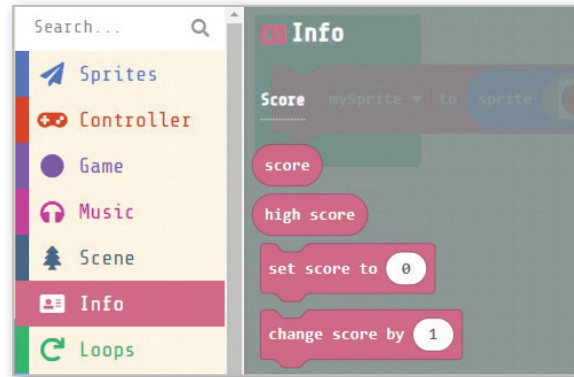 Search...
Sprites
Controller
Game
Music
Scene
Info
Loops
Info
Score mySprite to sprite
score
high score
set score to 0
change score by 1